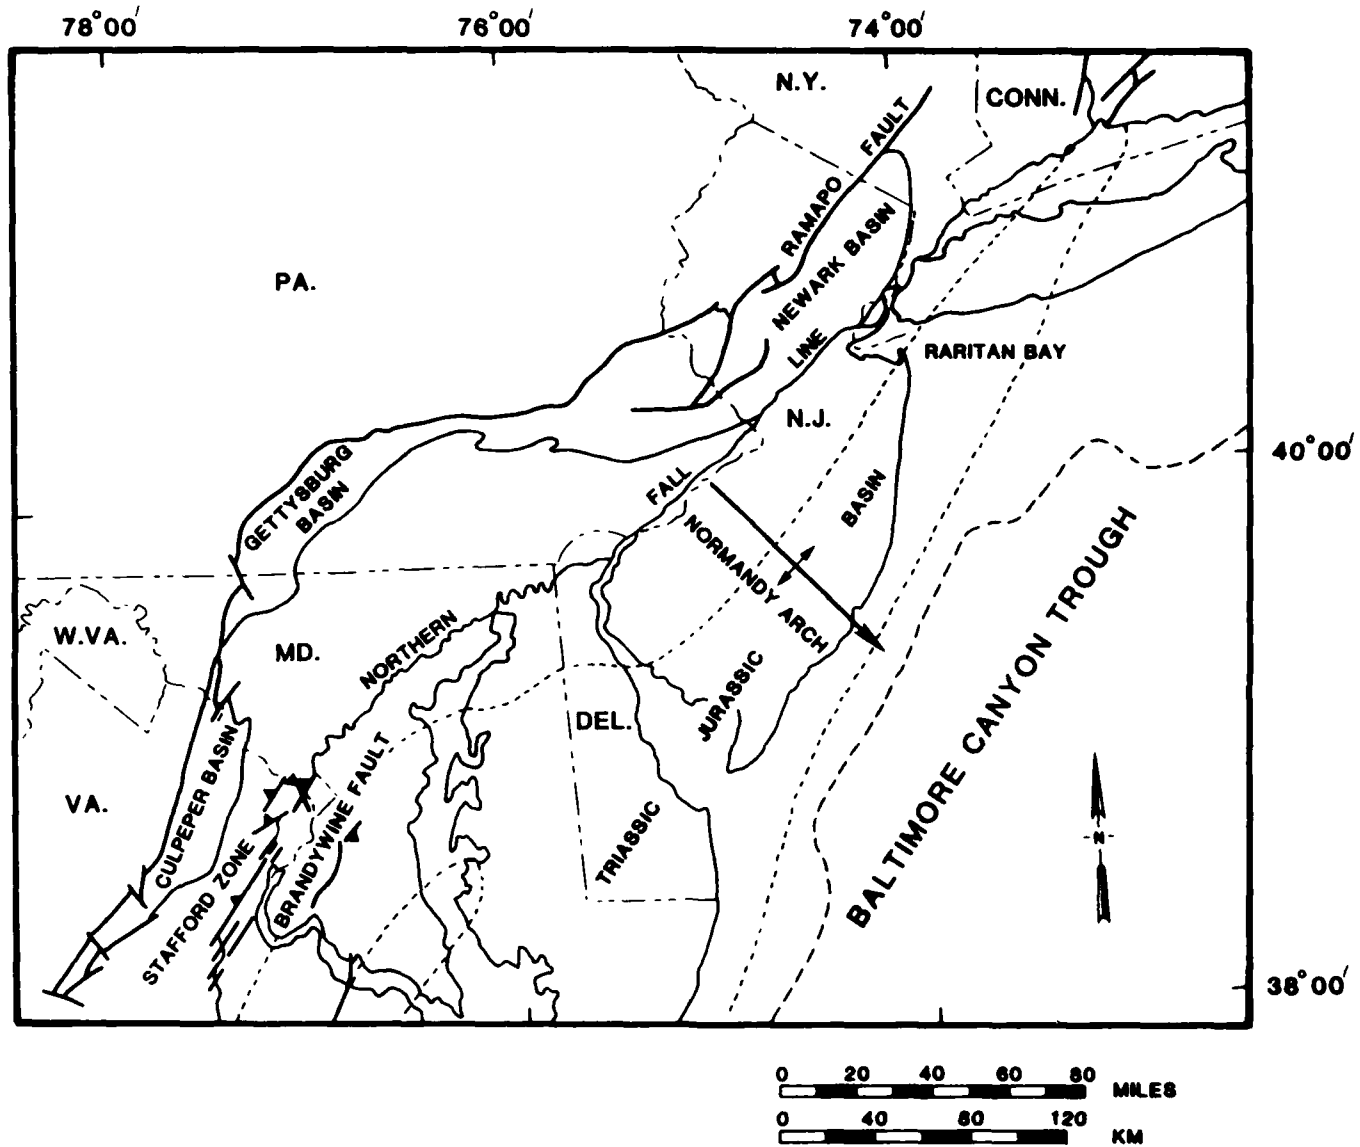 78°00′ 76°00′ 74°00′
N.Y.
CONN.
RAMAPO FAULT
NEWARK BASIN
PA.
FALL LINE
RARITAN BAY
N.J.
40°00′
GETTYSBURG
BASIN
JURASSIC BASIN
NORMANDY ARCH
BALTIMORE CANYON TROUGH
W.VA.
MD.
NORTHERN
DEL.
VA.
CULPEPER BASIN
BRANDYWINE FAULT
STAFFORD ZONE
TRIASSIC
N
38°00′
0 20 40 60 80 MILES
0 40 80 120 KM